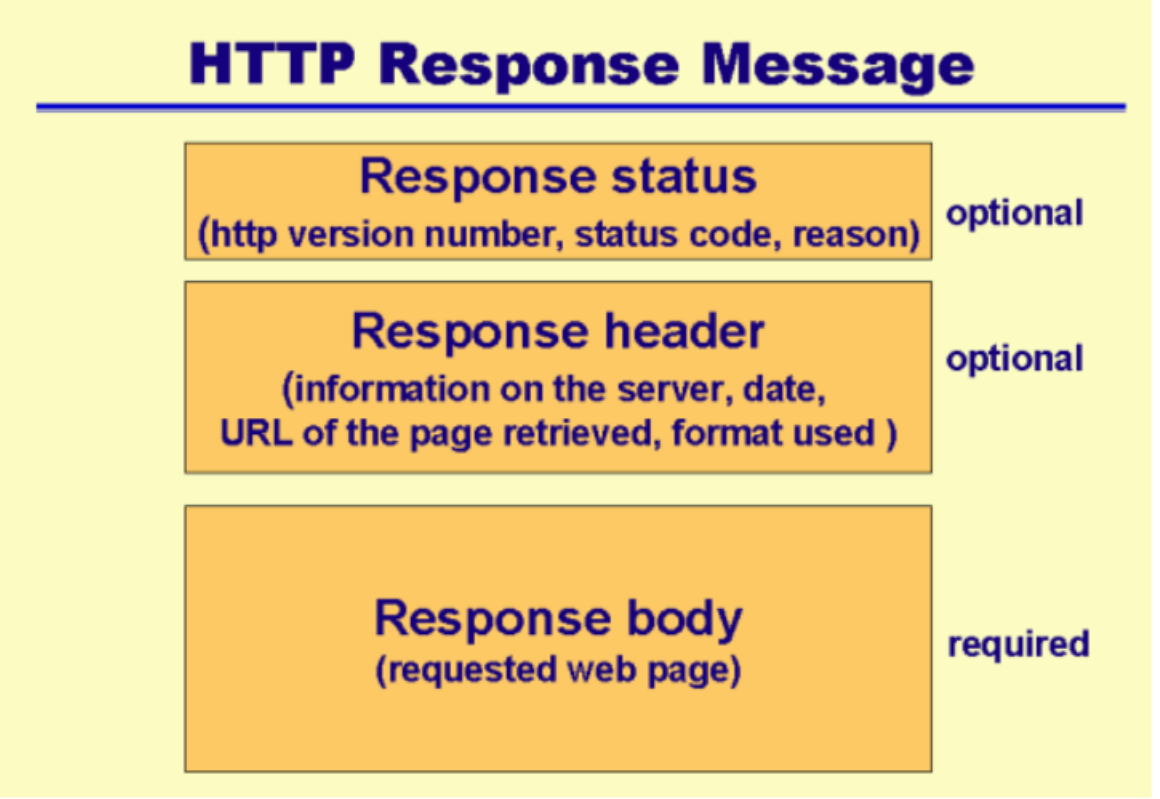 HTTP Response Message
Response status
(http version number, status code, reason)
optional
Response header
(information on the server, date,
URL of the page retrieved, format used )
optional
Response body
(requested web page)
required